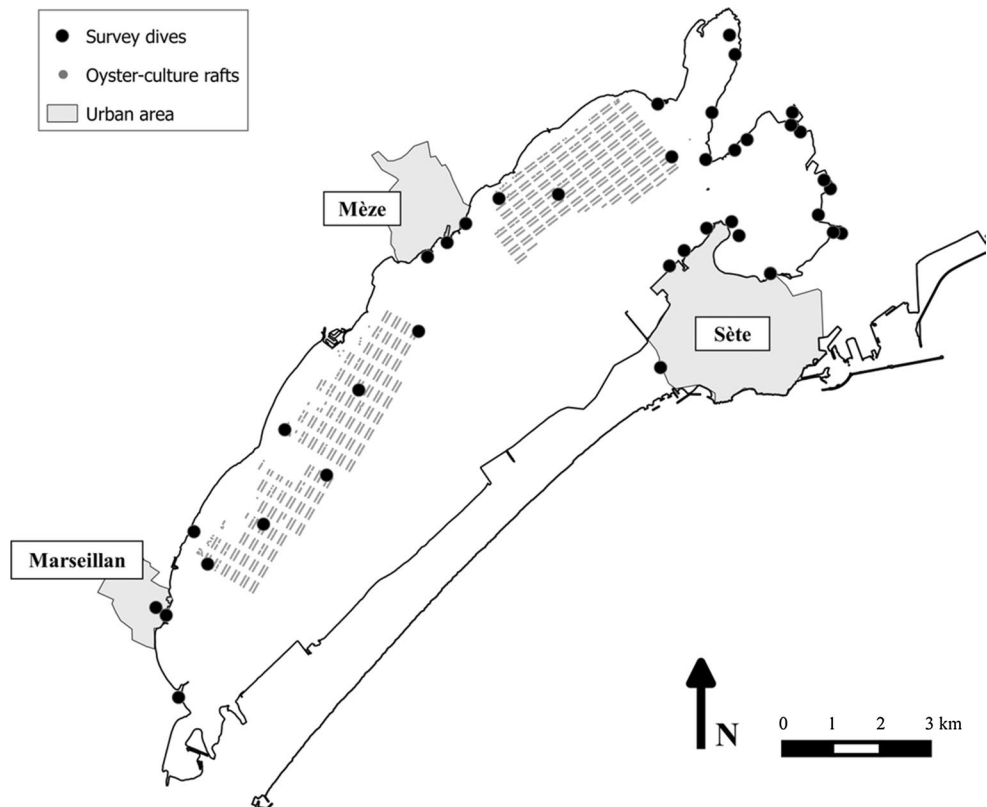 Survey dives
Oyster-culture rafts
Urban area
Mèze
Sète
Marseillan
N
0 1 2 3 km